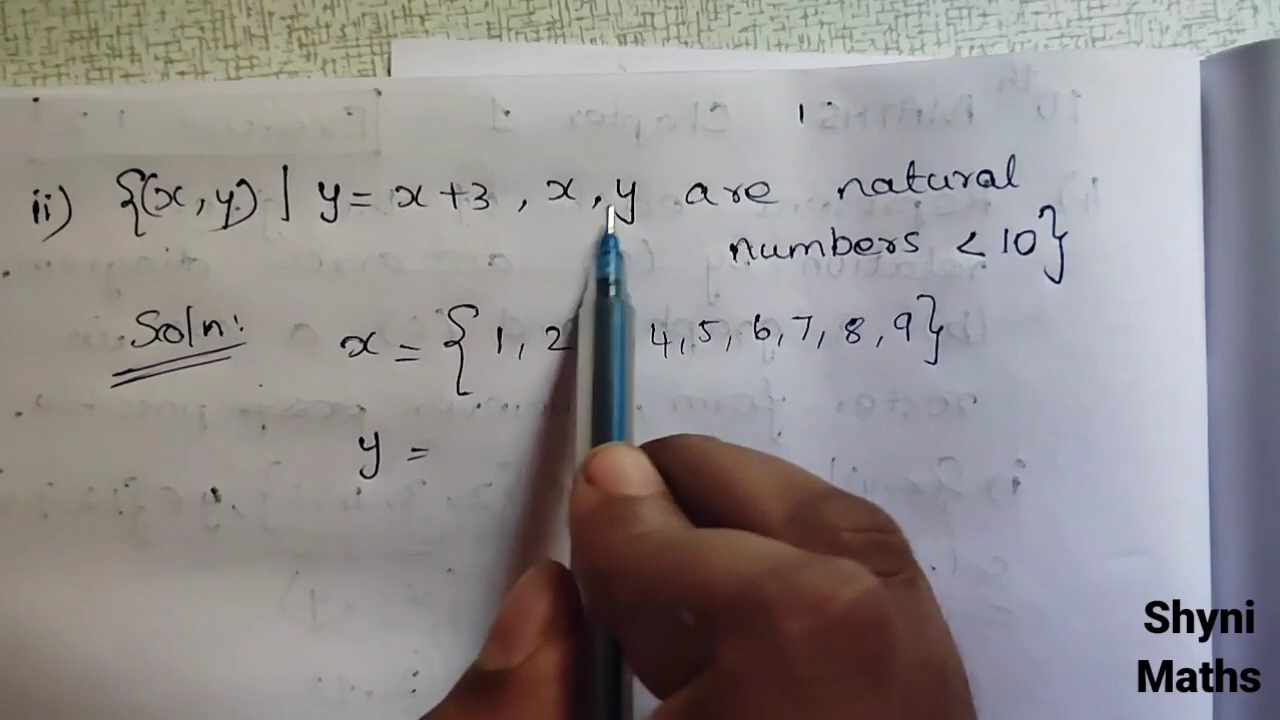 ii) {(x,y) | y = x+3, x,y are natural
numbers < 10}
Soln: x = {1, 2 4,5,6,7,8,9}
y =
Shyni
Maths